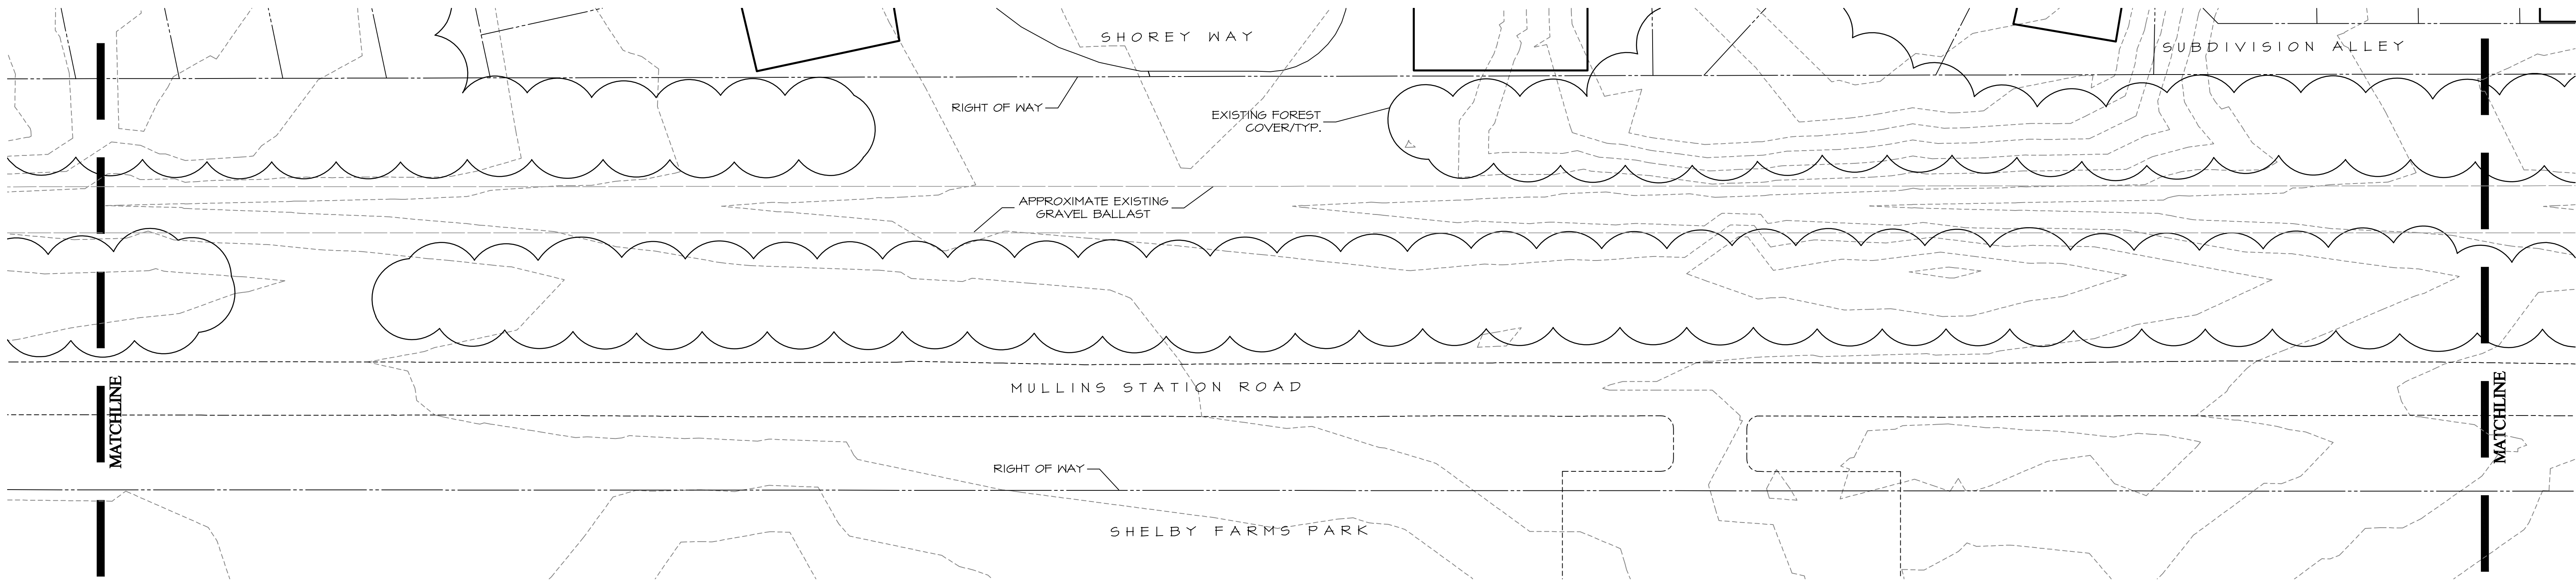 SHOREY WAY
SUBDIVISION ALLEY
RIGHT OF WAY
EXISTING FOREST
COVER/TYP.
APPROXIMATE EXISTING
GRAVEL BALLAST
MATCHLINE
MULLINS STATION ROAD
MATCHLINE
RIGHT OF WAY
SHELBY FARMS PARK